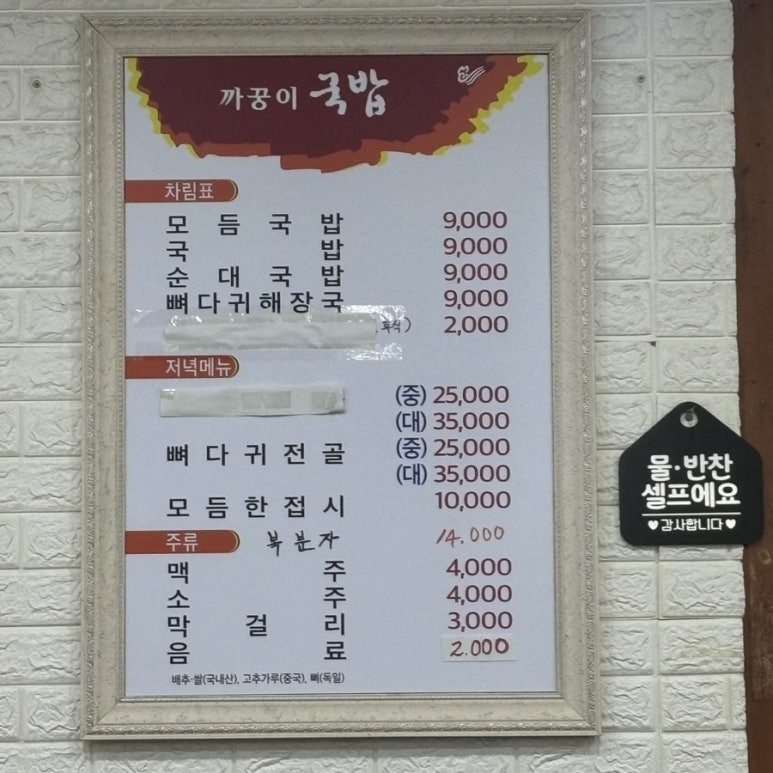 까꿍이 국밥
차림표
모듬국밥 9,000
국밥 9,000
순대국밥 9,000
뼈다귀해장국 9,000
후식) 2,000
저녁메뉴
(중) 25,000
(대) 35,000
뼈다귀전골 (중) 25,000
(대) 35,000
모듬한접시 10,000
주류 복분자 14.000
맥주 4,000
소주 4,000
막걸리 3,000
음료 2.000
배추·쌀(국내산), 고추가루(중국), 뼈(독일)
물·반찬
셀프에요
♥감사합니다♥